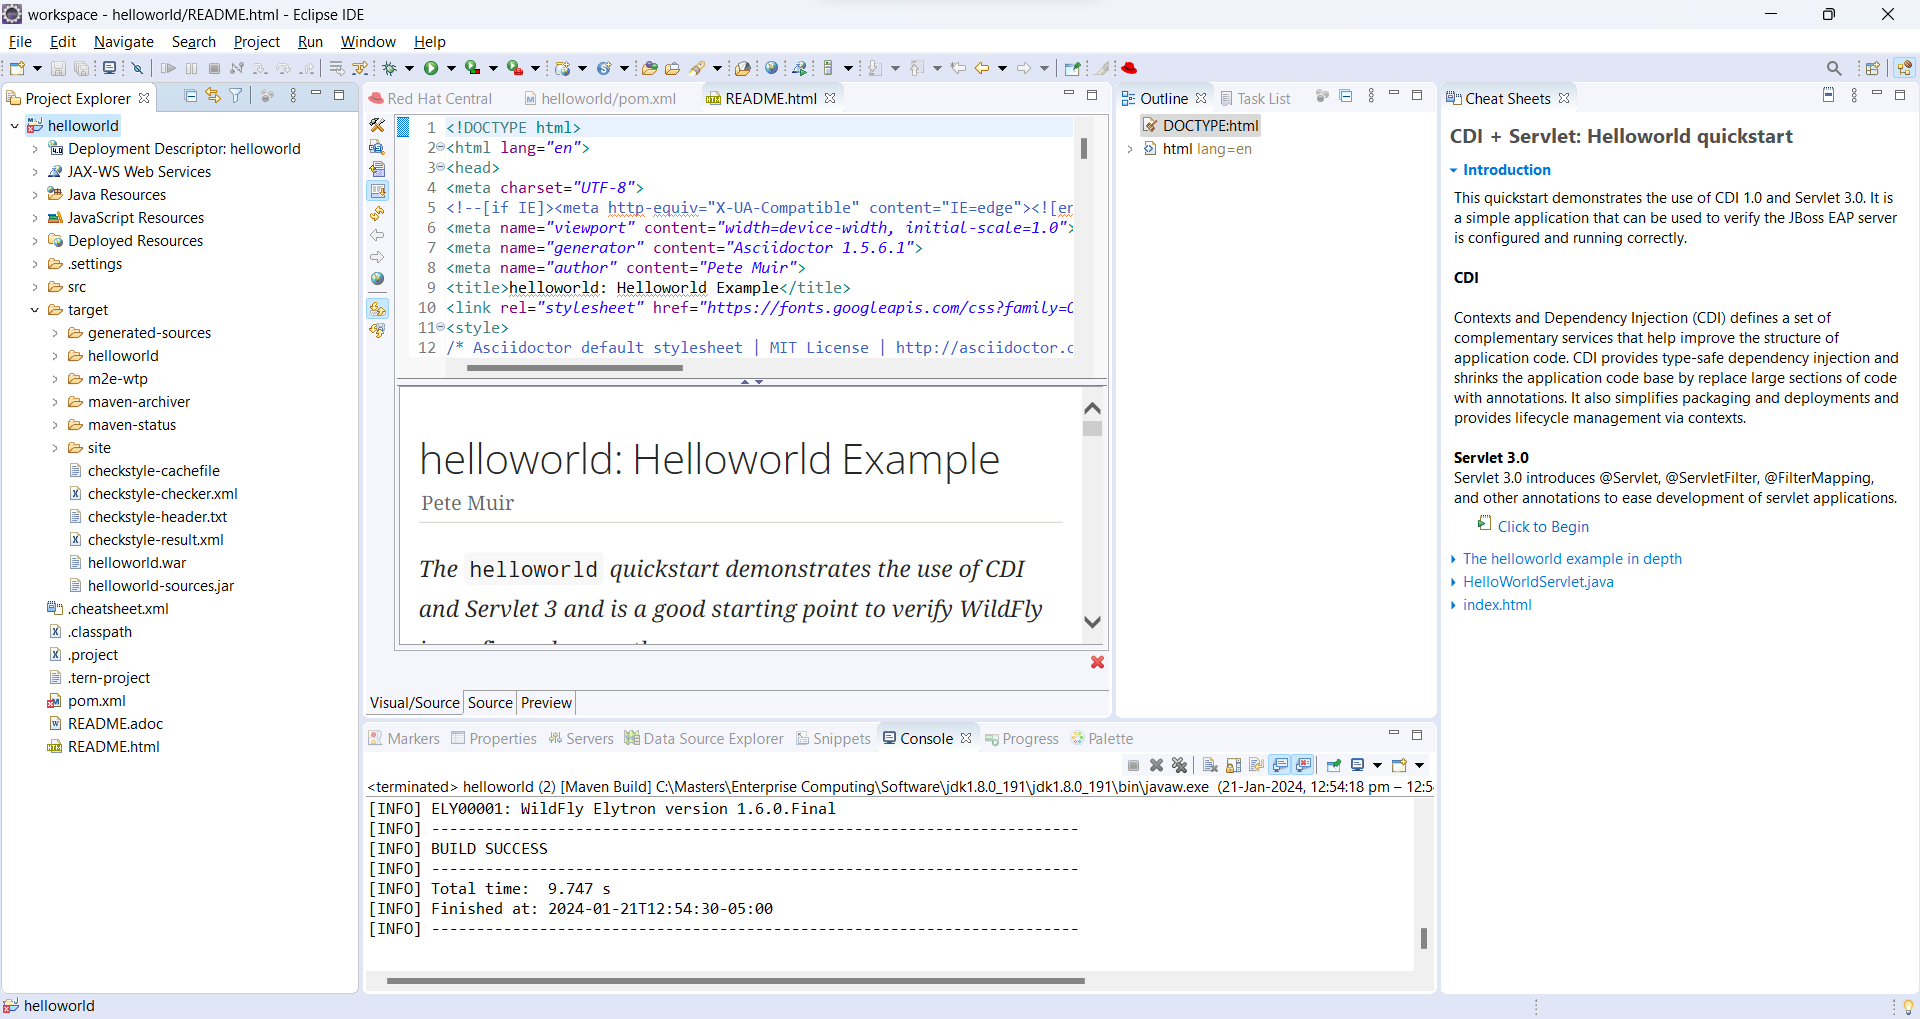 workspace - helloworld/README.html - Eclipse IDE
File Edit Navigate Search Project Run Window Help
Project Explorer
helloworld
Deployment Descriptor: helloworld
JAX-WS Web Services
Java Resources
JavaScript Resources
Deployed Resources
.settings
src
target
generated-sources
helloworld
m2e-wtp
maven-archiver
maven-status
site
checkstyle-cachefile
checkstyle-checker.xml
checkstyle-header.txt
checkstyle-result.xml
helloworld.war
helloworld-sources.jar
.cheatsheet.xml
.classpath
.project
.tern-project
pom.xml
README.adoc
README.html
Red Hat Central helloworld/pom.xml README.html
1 <!DOCTYPE html>
2 <html lang="en">
3 <head>
4 <meta charset="UTF-8">
5 <!--[if IE]><meta http-equiv="X-UA-Compatible" content="IE=edge"><![en
6 <meta name="viewport" content="width=device-width, initial-scale=1.0">
7 <meta name="generator" content="Asciidoctor 1.5.6.1">
8 <meta name="author" content="Pete Muir">
9 <title>helloworld: Helloworld Example</title>
10 <link rel="stylesheet" href="https://fonts.googleapis.com/css?family=O
11 <style>
12 /* Asciidoctor default stylesheet | MIT License | http://asciidoctor.c
helloworld: Helloworld Example
Pete Muir
The helloworld quickstart demonstrates the use of CDI
and Servlet 3 and is a good starting point to verify WildFly
Visual/Source Source Preview
Outline Task List
DOCTYPE:html
html lang=en
Cheat Sheets
CDI + Servlet: Helloworld quickstart
Introduction
This quickstart demonstrates the use of CDI 1.0 and Servlet 3.0. It is
a simple application that can be used to verify the JBoss EAP server
is configured and running correctly.
CDI
Contexts and Dependency Injection (CDI) defines a set of
complementary services that help improve the structure of
application code. CDI provides type-safe dependency injection and
shrinks the application code base by replace large sections of code
with annotations. It also simplifies packaging and deployments and
provides lifecycle management via contexts.
Servlet 3.0
Servlet 3.0 introduces @Servlet, @ServletFilter, @FilterMapping,
and other annotations to ease development of servlet applications.
Click to Begin
The helloworld example in depth
HelloWorldServlet.java
index.html
Markers Properties Servers Data Source Explorer Snippets Console Progress Palette
<terminated> helloworld (2) [Maven Build] C:\Masters\Enterprise Computing\Software\jdk1.8.0_191\jdk1.8.0_191\bin\javaw.exe (21-Jan-2024, 12:54:18 pm – 12:5
[INFO] ELY00001: WildFly Elytron version 1.6.0.Final
[INFO] ------------------------------------------------------------------------
[INFO] BUILD SUCCESS
[INFO] ------------------------------------------------------------------------
[INFO] Total time: 9.747 s
[INFO] Finished at: 2024-01-21T12:54:30-05:00
[INFO] ------------------------------------------------------------------------
helloworld